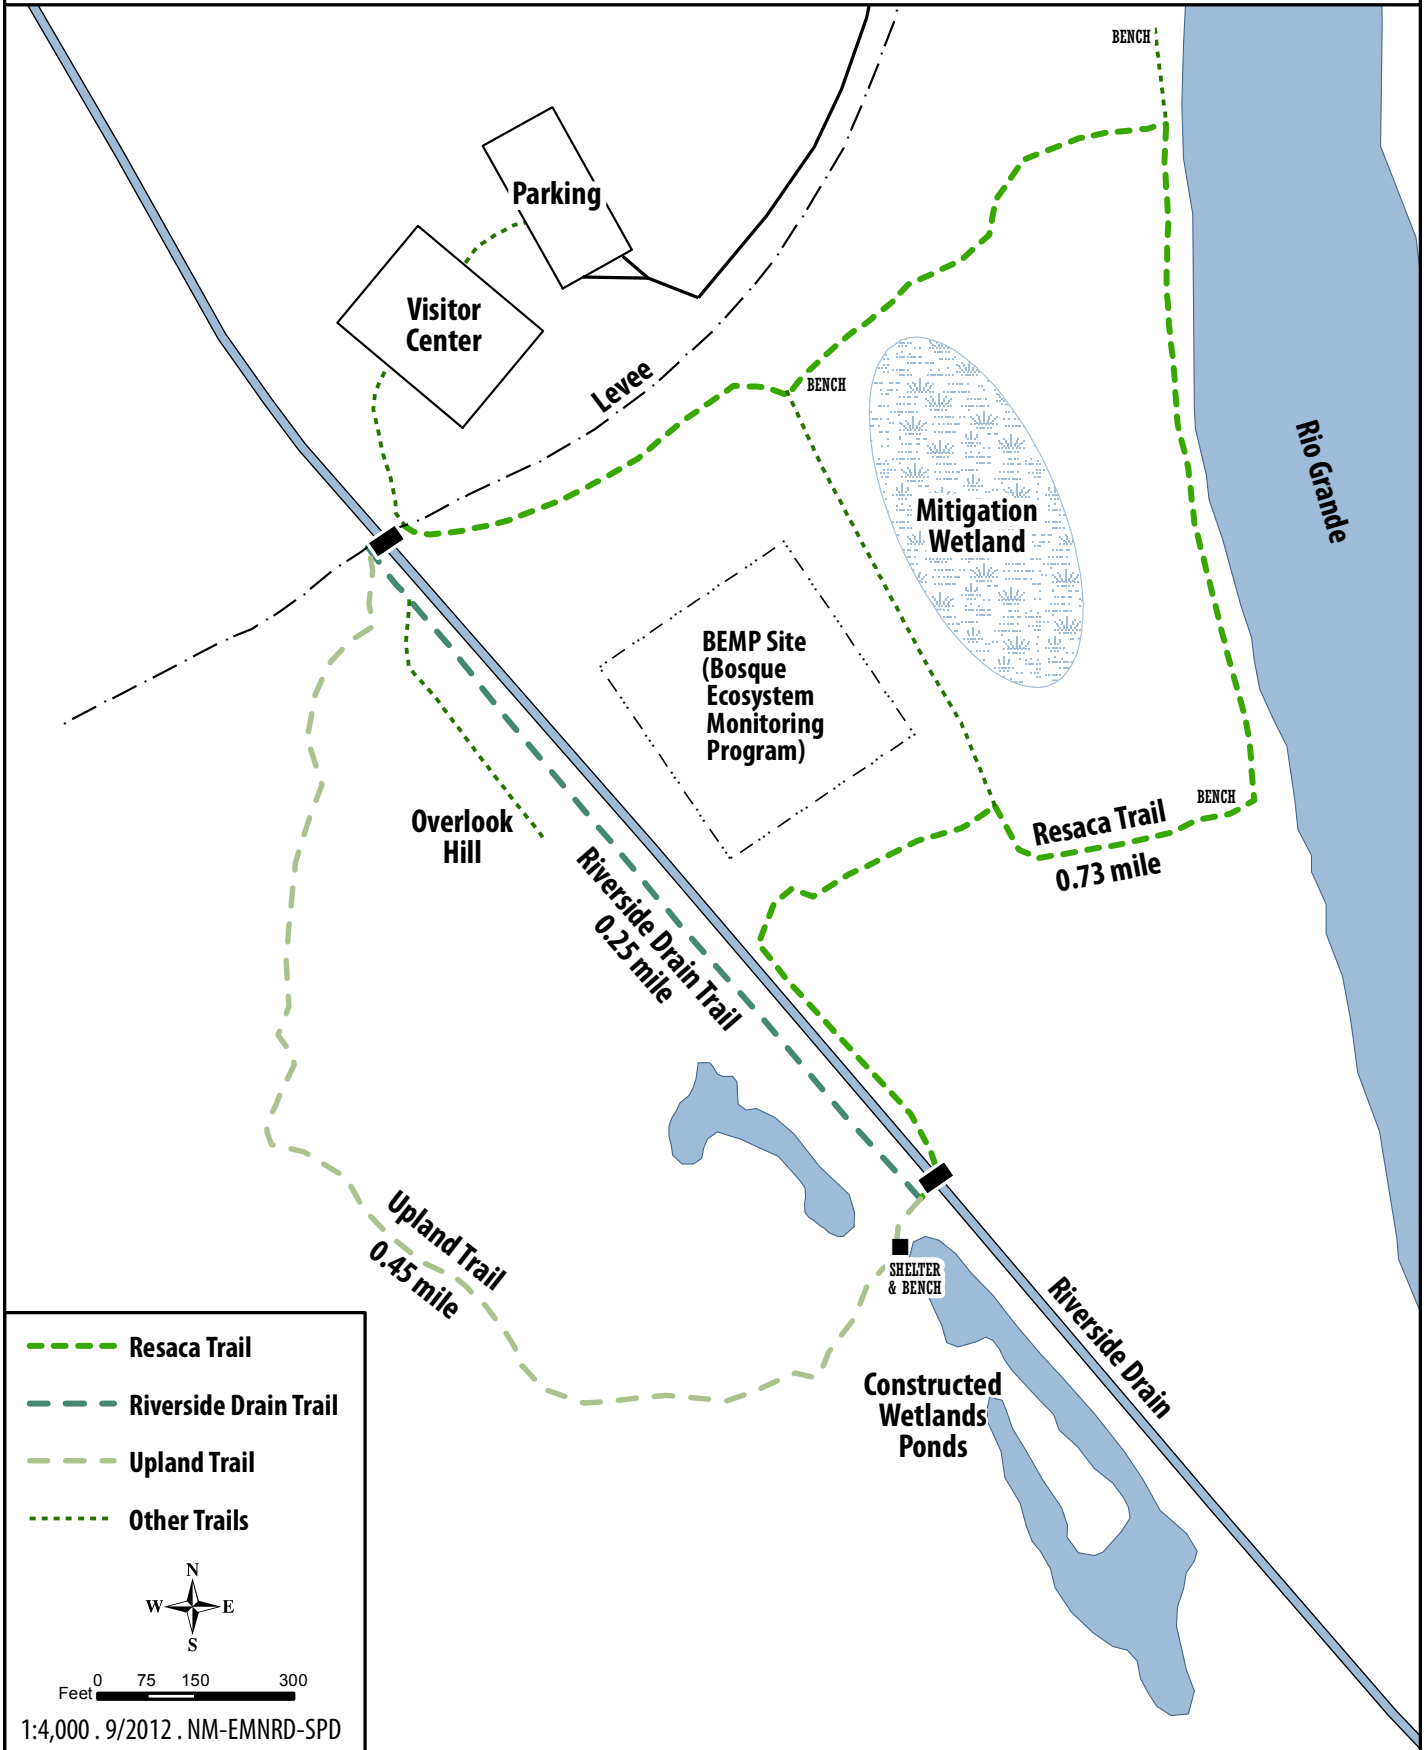 BENCH
Parking
Visitor
Center
Levee
BENCH
Rio Grande
Mitigation
Wetland
BEMP Site
(Bosque
Ecosystem
Monitoring
Program)
BENCH
Resaca Trail
0.73 mile
Overlook
Hill
Riverside Drain Trail
0.25 mile
Upland Trail
0.45 mile
SHELTER
& BENCH
Riverside Drain
Constructed
Wetlands
Ponds
Resaca Trail
Riverside Drain Trail
Upland Trail
Other Trails
N
W E
S
0 75 150 300
Feet
1:4,000 . 9/2012 . NM-EMNRD-SPD